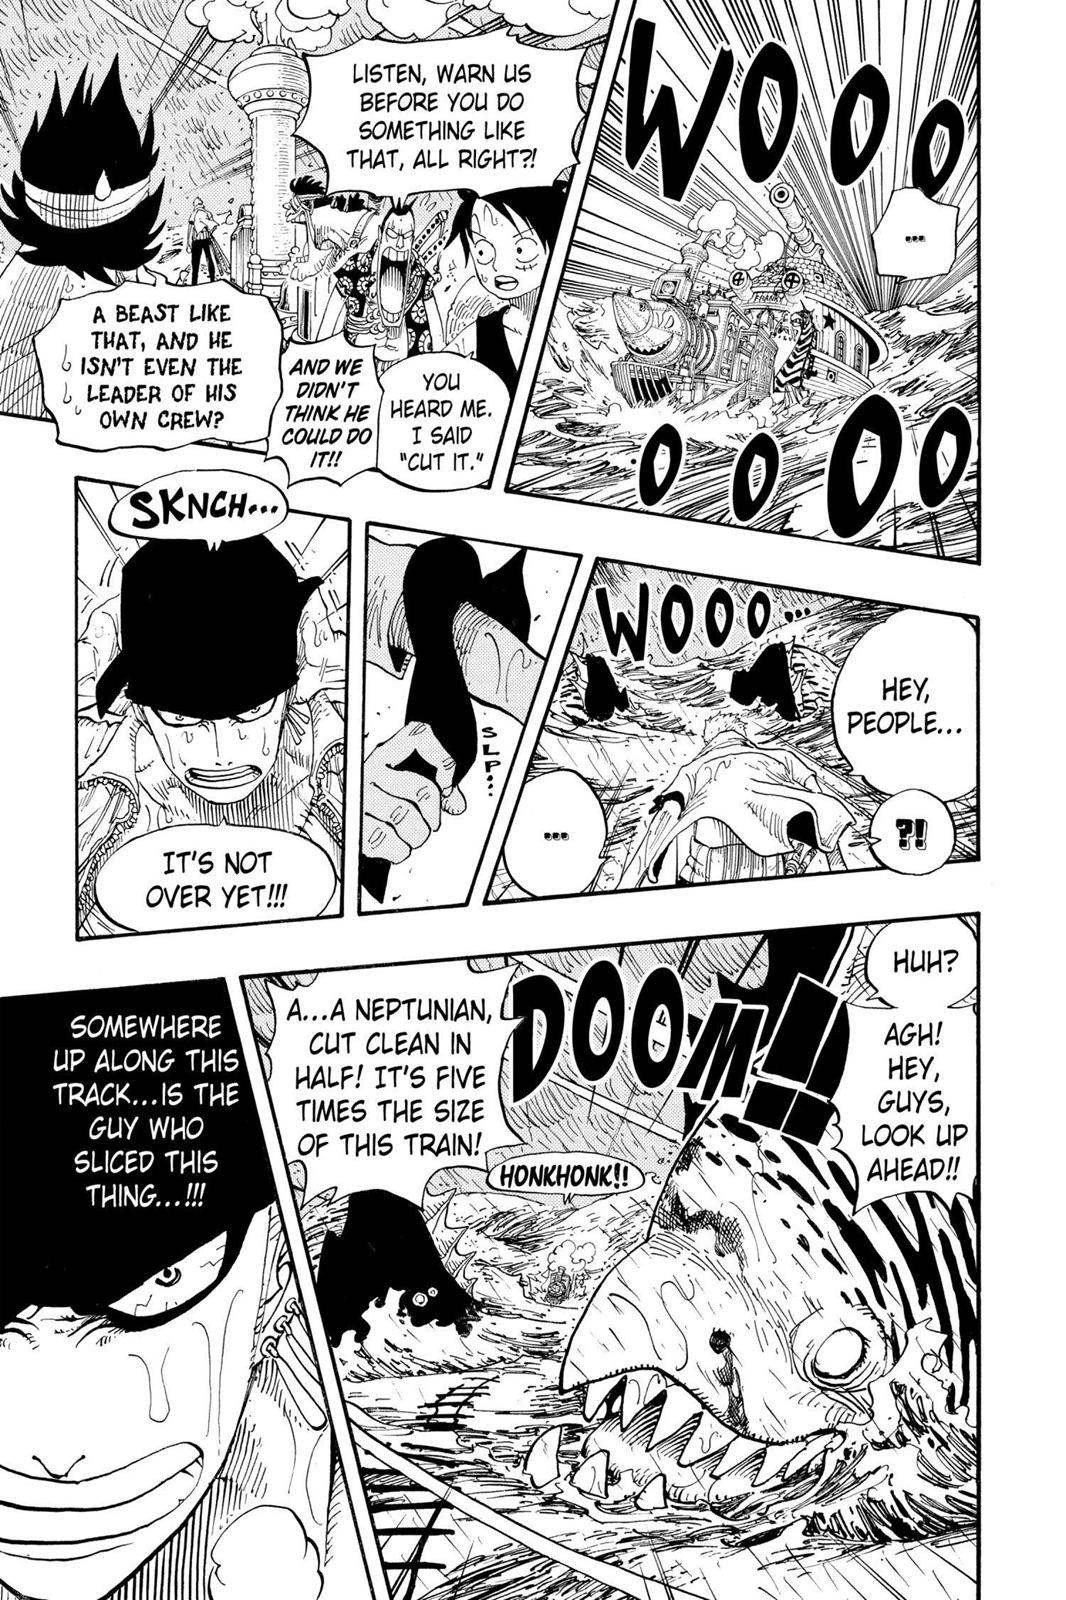 WOOO
OOOO
...
FRANKY
LISTEN, WARN US
BEFORE YOU DO
SOMETHING LIKE
THAT, ALL RIGHT?!
YOU
HEARD ME.
I SAID
"CUT IT."
AND WE
DIDN'T
THINK HE
COULD DO
IT!!
A BEAST LIKE
THAT, AND HE
ISN'T EVEN THE
LEADER OF HIS
OWN CREW?
WOOO...
HEY,
PEOPLE...
?!
...
SLP...
SKNCH...
IT'S NOT
OVER YET!!!
HUH?
AGH!
HEY,
GUYS,
LOOK UP
AHEAD!!
DOOM!!
HONKHONK!!
A...A NEPTUNIAN,
CUT CLEAN IN
HALF! IT'S FIVE
TIMES THE SIZE
OF THIS TRAIN!
SOMEWHERE
UP ALONG THIS
TRACK...IS THE
GUY WHO
SLICED THIS
THING...!!!